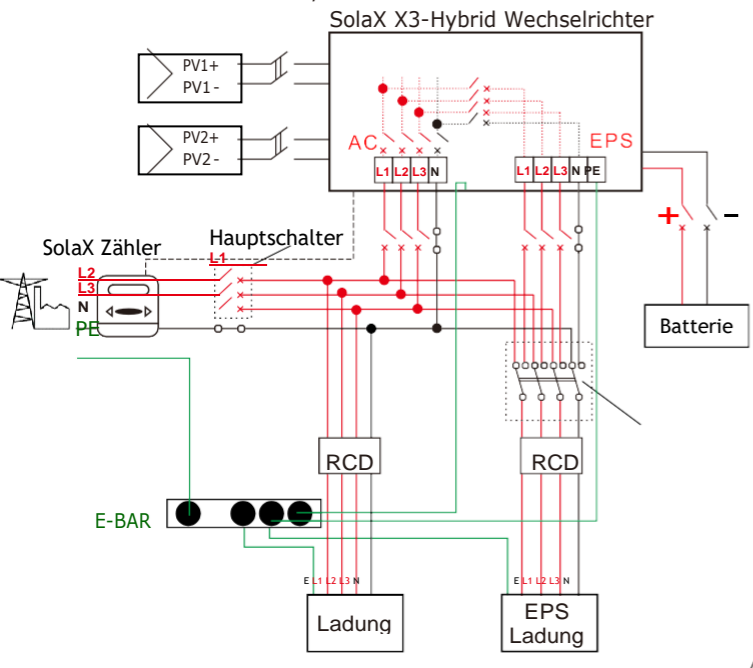 SolaX X3-Hybrid Wechselrichter
PV1+
PV1-
PV2+
PV2-
AC
EPS
L1 L2 L3 N
L1 L2 L3 N PE
+ -
SolaX Zähler
Hauptschalter
L1
L2
L3
N
PE
Batterie
RCD
RCD
E-BAR
E L1 L2 L3 N
E L1 L2 L3 N
Ladung
EPS
Ladung